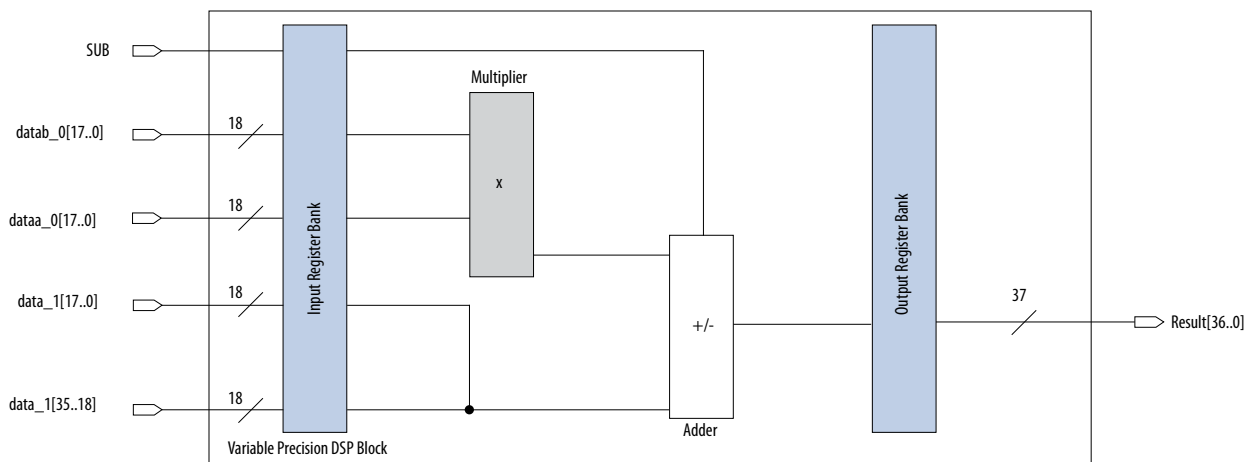 SUB
Multiplier
datab_0[17..0]
18
x
dataa_0[17..0]
18
Input Register Bank
Output Register Bank
data_1[17..0]
18
+/-
37
Result[36..0]
data_1[35..18]
18
Adder
Variable Precision DSP Block